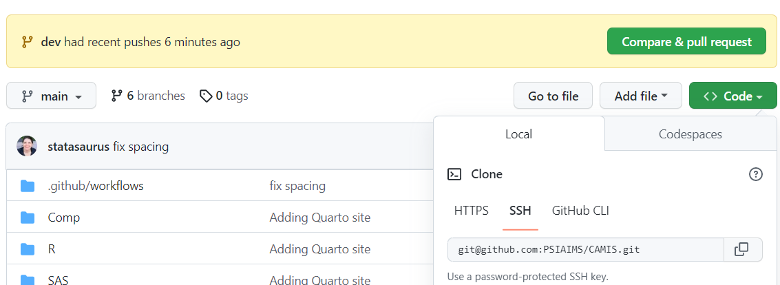 dev had recent pushes 6 minutes ago
Compare & pull request
main 6 branches 0 tags Go to file Add file Code
statasaurus fix spacing
Local Codespaces
.github/workflows fix spacing
Clone
Comp Adding Quarto site
HTTPS SSH GitHub CLI
R Adding Quarto site
git@github.com:PSIAIMS/CAMIS.git
SAS Adding Quarto site
Use a password-protected SSH key.